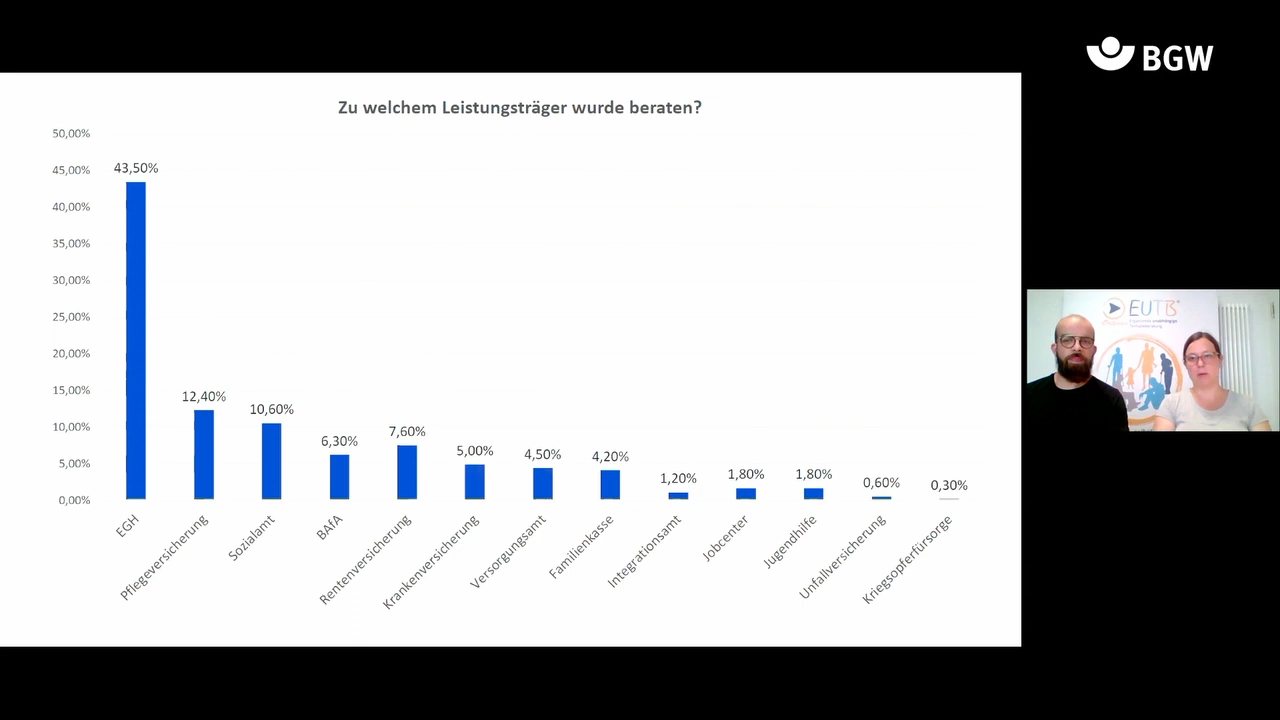 BGW
Zu welchem Leistungsträger wurde beraten?
50,00%
45,00%
40,00%
35,00%
30,00%
25,00%
20,00%
15,00%
10,00%
5,00%
0,00%
43,50%
12,40%
10,60%
6,30%
7,60%
5,00%
4,50%
4,20%
1,20%
1,80%
1,80%
0,60%
0,30%
EGH
Pflegeversicherung
Sozialamt
BAfA
Rentenversicherung
Krankenversicherung
Versorgungsamt
Familienkasse
Integrationsamt
Jobcenter
Jugendhilfe
Unfallversicherung
Kriegsopferfürsorge
EUTB